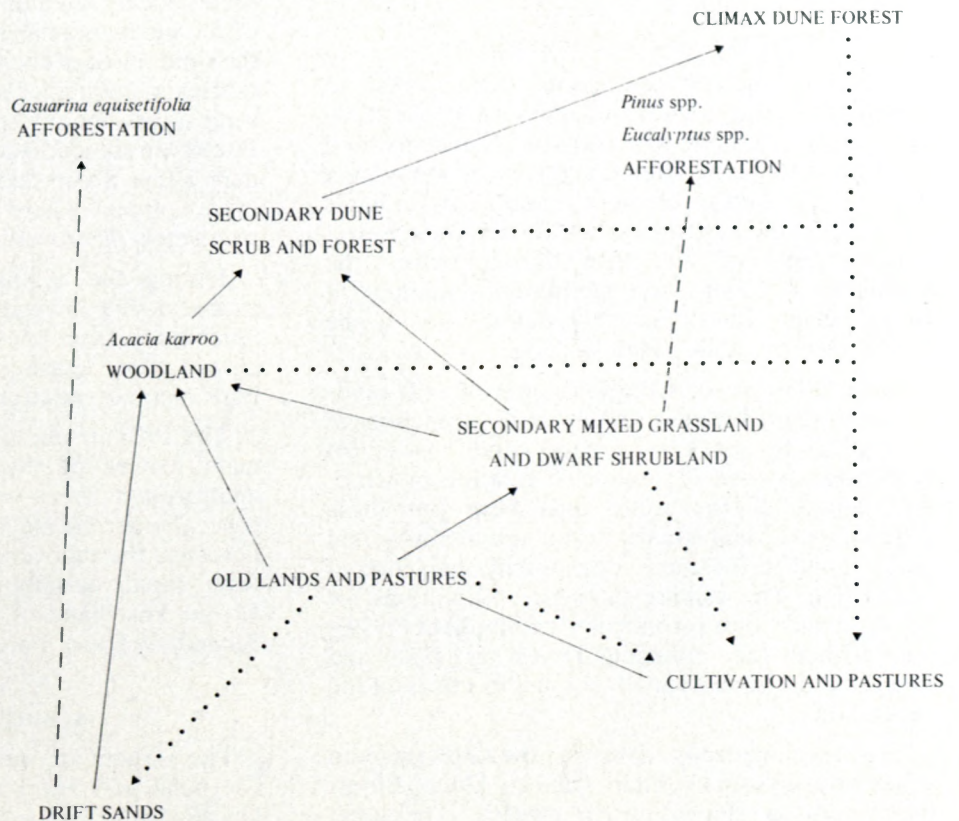 CLIMAX DUNE FOREST
Casuarina equisetifolia
AFFORESTATION
Pinus spp.
Eucalyptus spp.
AFFORESTATION
SECONDARY DUNE
SCRUB AND FOREST
Acacia karroo
WOODLAND
SECONDARY MIXED GRASSLAND
AND DWARF SHRUBLAND
OLD LANDS AND PASTURES
CULTIVATION AND PASTURES
DRIFT SANDS